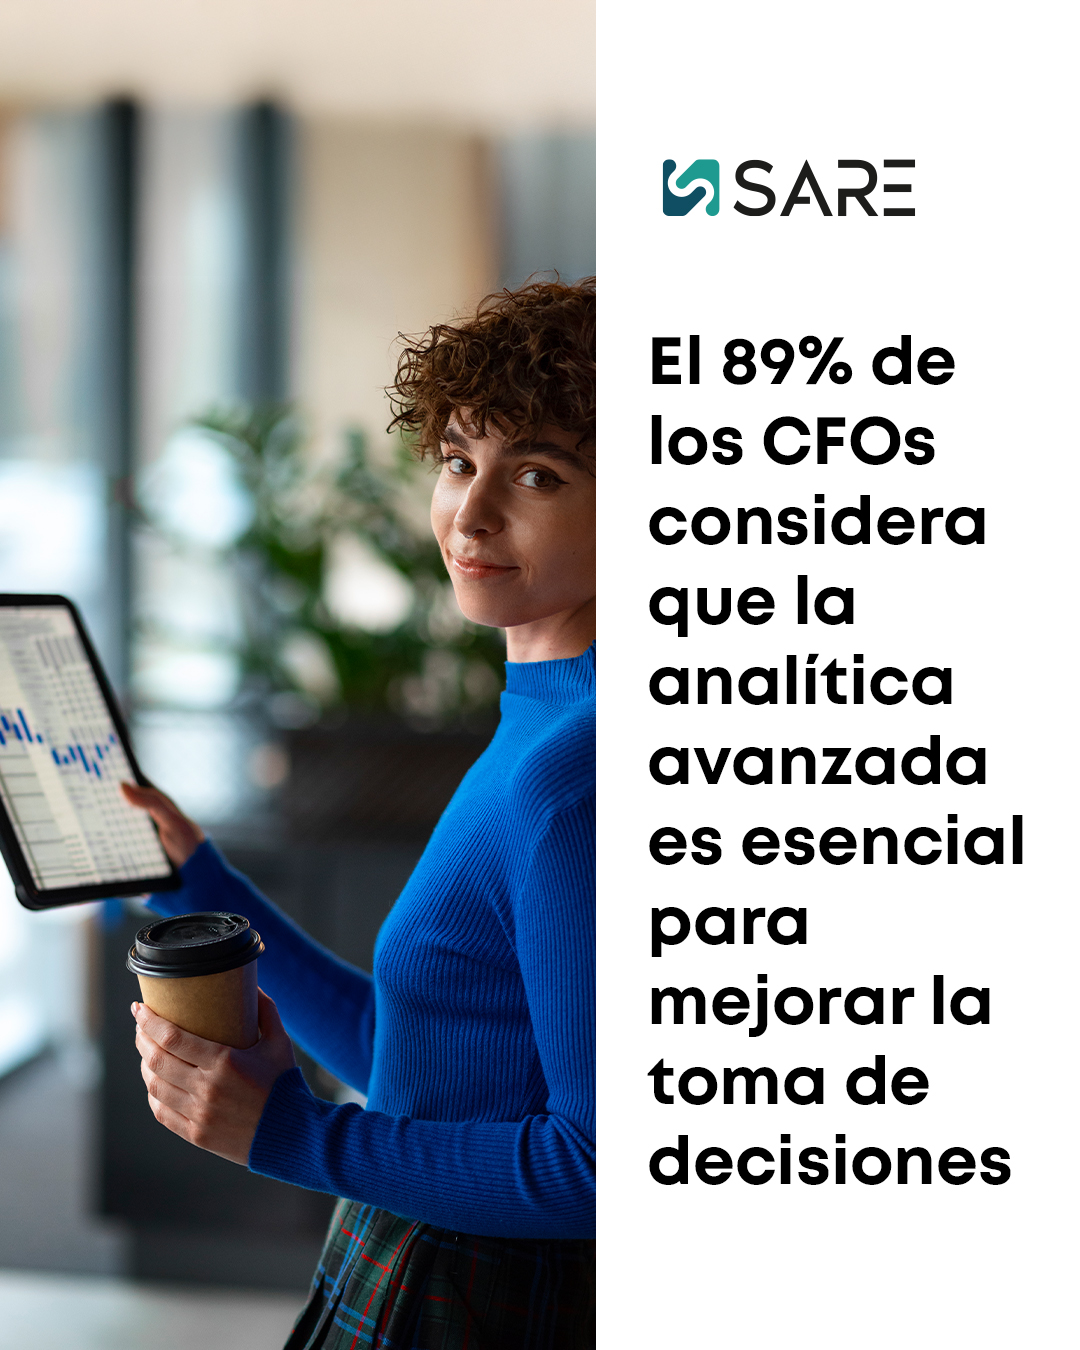 SARE
El 89% de
los CFOs
considera
que la
analítica
avanzada
es esencial
para
mejorar la
toma de
decisiones